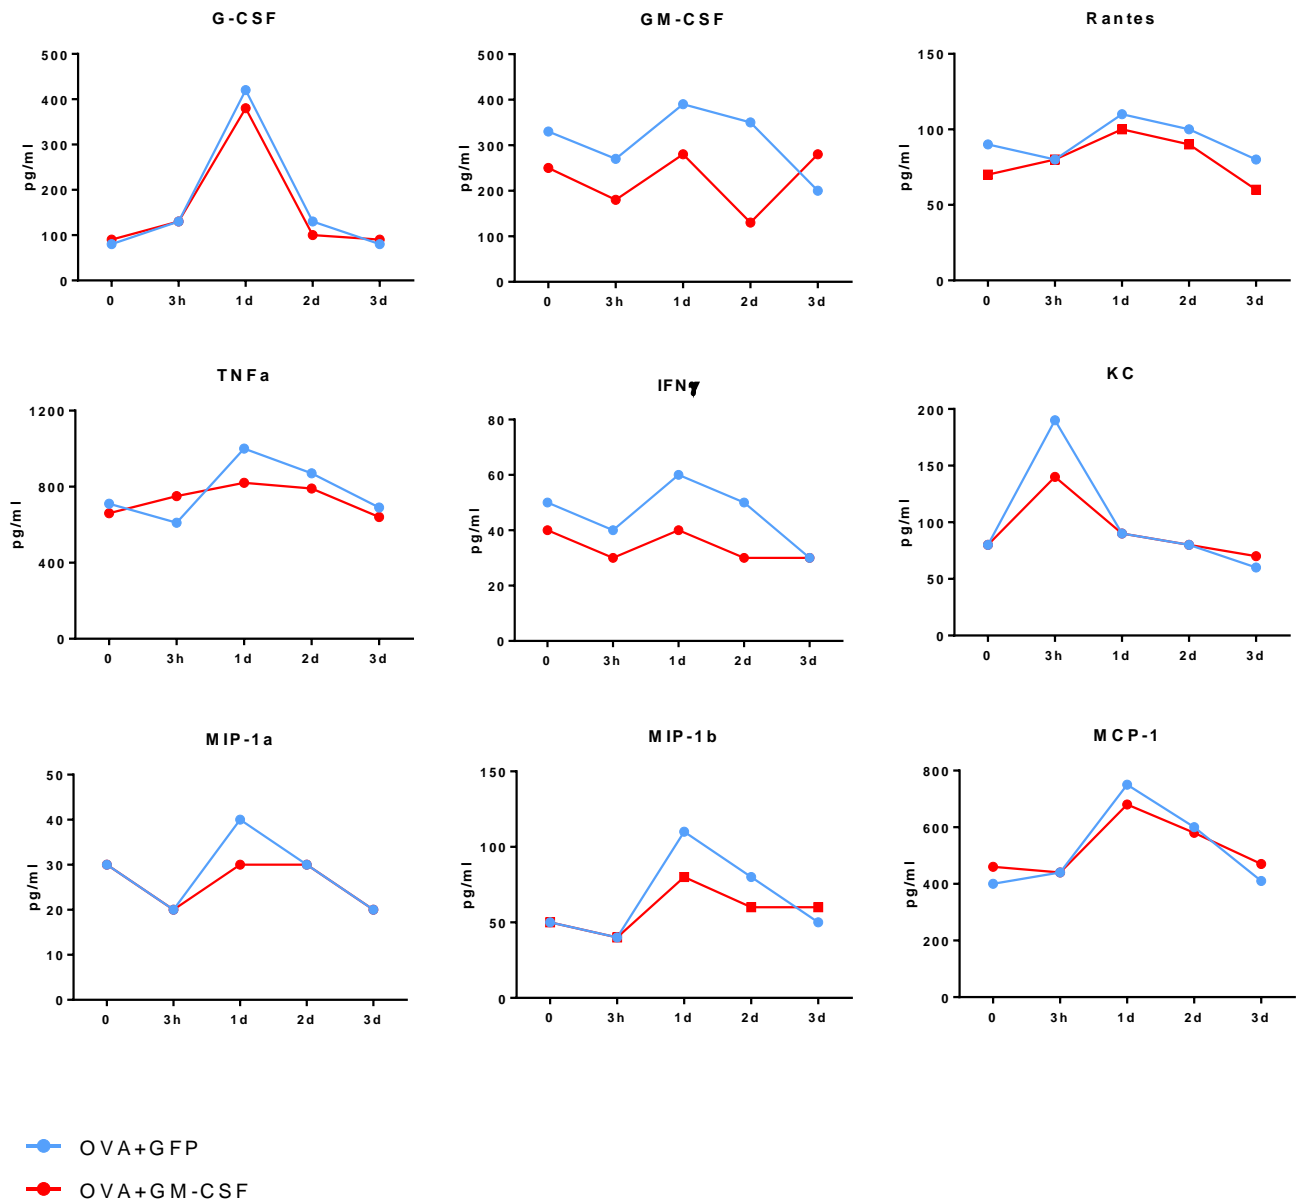 G-CSF
pg/ml
500
400
300
200
100
0
0 3h 1d 2d 3d
GM-CSF
pg/ml
500
400
300
200
100
0
0 3h 1d 2d 3d
Rantes
pg/ml
150
100
50
0
0 3h 1d 2d 3d
TNFa
pg/ml
1200
800
400
0
0 3h 1d 2d 3d
IFNγ
pg/ml
80
60
40
20
0
0 3h 1d 2d 3d
KC
pg/ml
200
150
100
50
0
0 3h 1d 2d 3d
MIP-1a
pg/ml
50
40
30
20
10
0
0 3h 1d 2d 3d
MIP-1b
pg/ml
150
100
50
0
0 3h 1d 2d 3d
MCP-1
pg/ml
800
600
400
200
0
0 3h 1d 2d 3d
OVA+GFP
OVA+GM-CSF